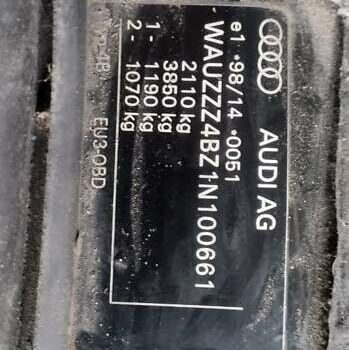 AUDI AG
e1 *98/14 *0051
WAUZZZ4BZ1N100661
2110 kg
3850 kg
1 - 1190 kg
2 - 1070 kg
EU3-OBD